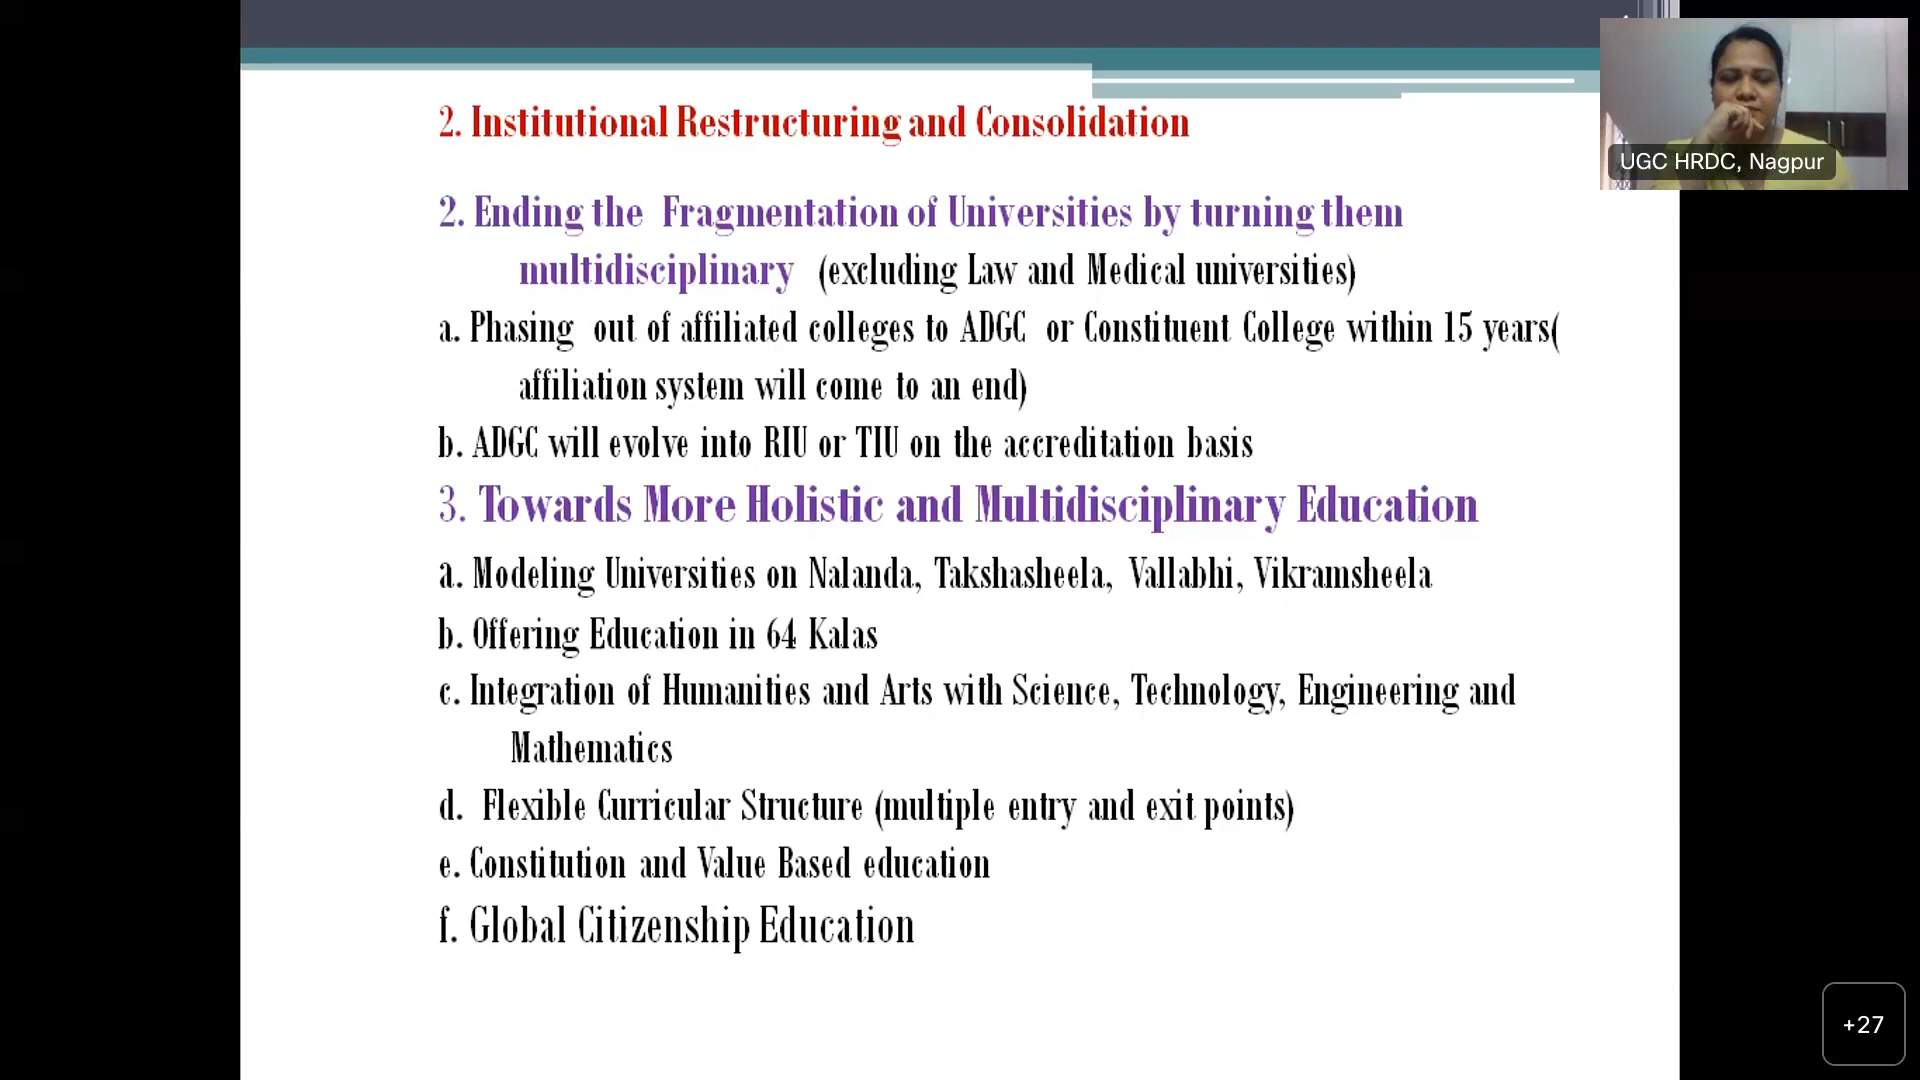 2. Institutional Restructuring and Consolidation
2. Ending the Fragmentation of Universities by turning them
multidisciplinary (excluding Law and Medical universities)
a. Phasing out of affiliated colleges to ADGC or Constituent College within 15 years(
affiliation system will come to an end)
b. ADGC will evolve into RIU or TIU on the accreditation basis
3. Towards More Holistic and Multidisciplinary Education
a. Modeling Universities on Nalanda, Takshasheela, Vallabhi, Vikramsheela
b. Offering Education in 64 Kalas
c. Integration of Humanities and Arts with Science, Technology, Engineering and
Mathematics
d. Flexible Curricular Structure (multiple entry and exit points)
e. Constitution and Value Based education
f. Global Citizenship Education
UGC HRDC, Nagpur
+27